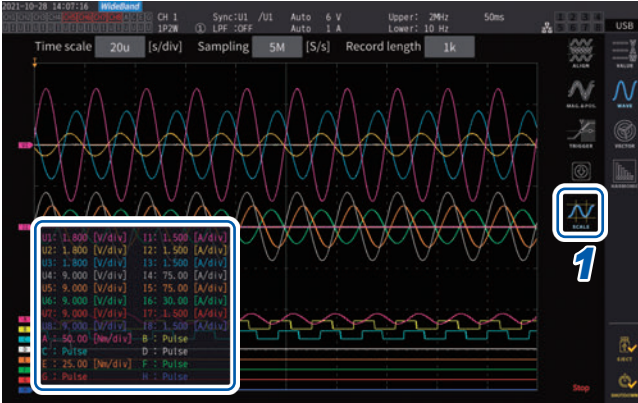 2021-10-28 14:07:16 WideBand
CH 1 Sync:U1 /U1 Auto 6 V Upper: 2MHz 50ms
1P2W ① LPF :OFF Auto 1 A Lower: 10 Hz
USB
Time scale 20u [s/div] Sampling 5M [S/s] Record length 1k
ALIGN
VALUE
MAG.&POS.
WAVE
TRIGGER
VECTOR
HARMONIC
SCALE
1
U1: 1.800 [V/div] I1: 1.500 [A/div]
U2: 1.800 [V/div] I2: 1.500 [A/div]
U3: 1.800 [V/div] I3: 1.500 [A/div]
U4: 9.000 [V/div] I4: 75.00 [A/div]
U5: 9.000 [V/div] I5: 75.00 [A/div]
U6: 9.000 [V/div] I6: 30.00 [A/div]
U7: 9.000 [V/div] I7: 1.500 [A/div]
U8: 9.000 [V/div] I8: 1.500 [A/div]
A : 50.00 [Nm/div] B : Pulse
C : Pulse D : Pulse
E : 25.00 [Nm/div] F : Pulse
G : Pulse H : Pulse
EXIT
Stop
SHUTDOWN